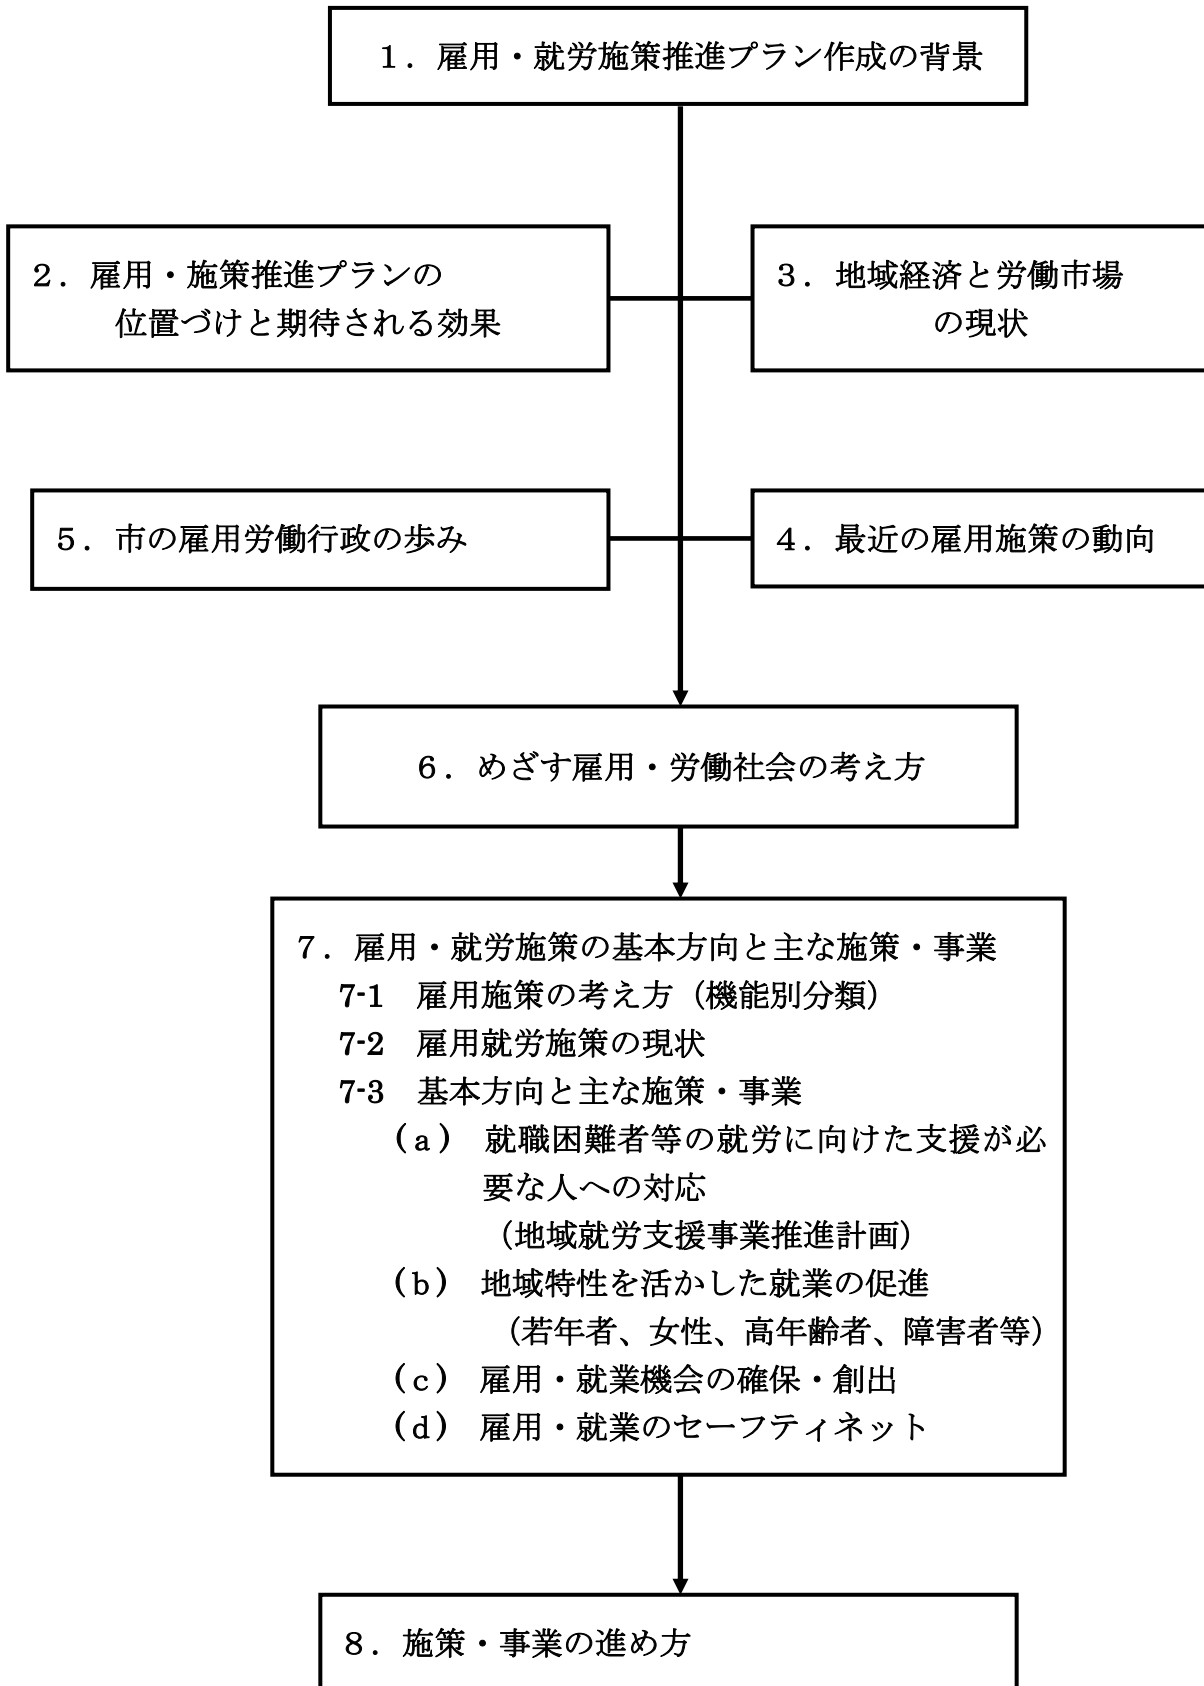 １．雇用・就労施策推進プラン作成の背景
２．雇用・施策推進プランの
位置づけと期待される効果
３．地域経済と労働市場
の現状
５．市の雇用労働行政の歩み
４．最近の雇用施策の動向
６．めざす雇用・労働社会の考え方
７．雇用・就労施策の基本方向と主な施策・事業
7-1　雇用施策の考え方（機能別分類）
7-2　雇用就労施策の現状
7-3　基本方向と主な施策・事業
（a）　就職困難者等の就労に向けた支援が必
要な人への対応
（地域就労支援事業推進計画）
（b）　地域特性を活かした就業の促進
（若年者、女性、高年齢者、障害者等）
（c）　雇用・就業機会の確保・創出
（d）　雇用・就業のセーフティネット
８．施策・事業の進め方